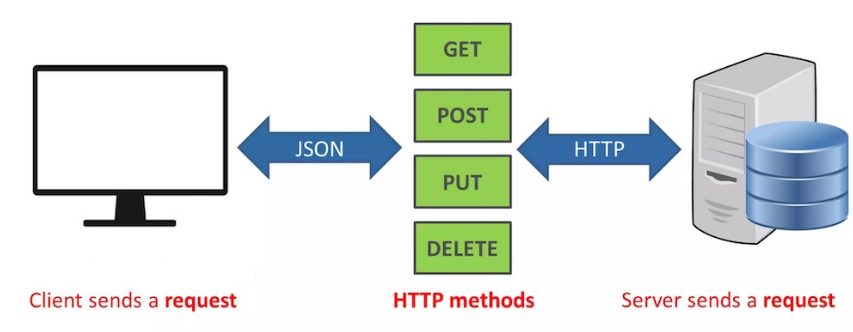 GET
POST
JSON
HTTP
PUT
DELETE
Client sends a request
HTTP methods
Server sends a request